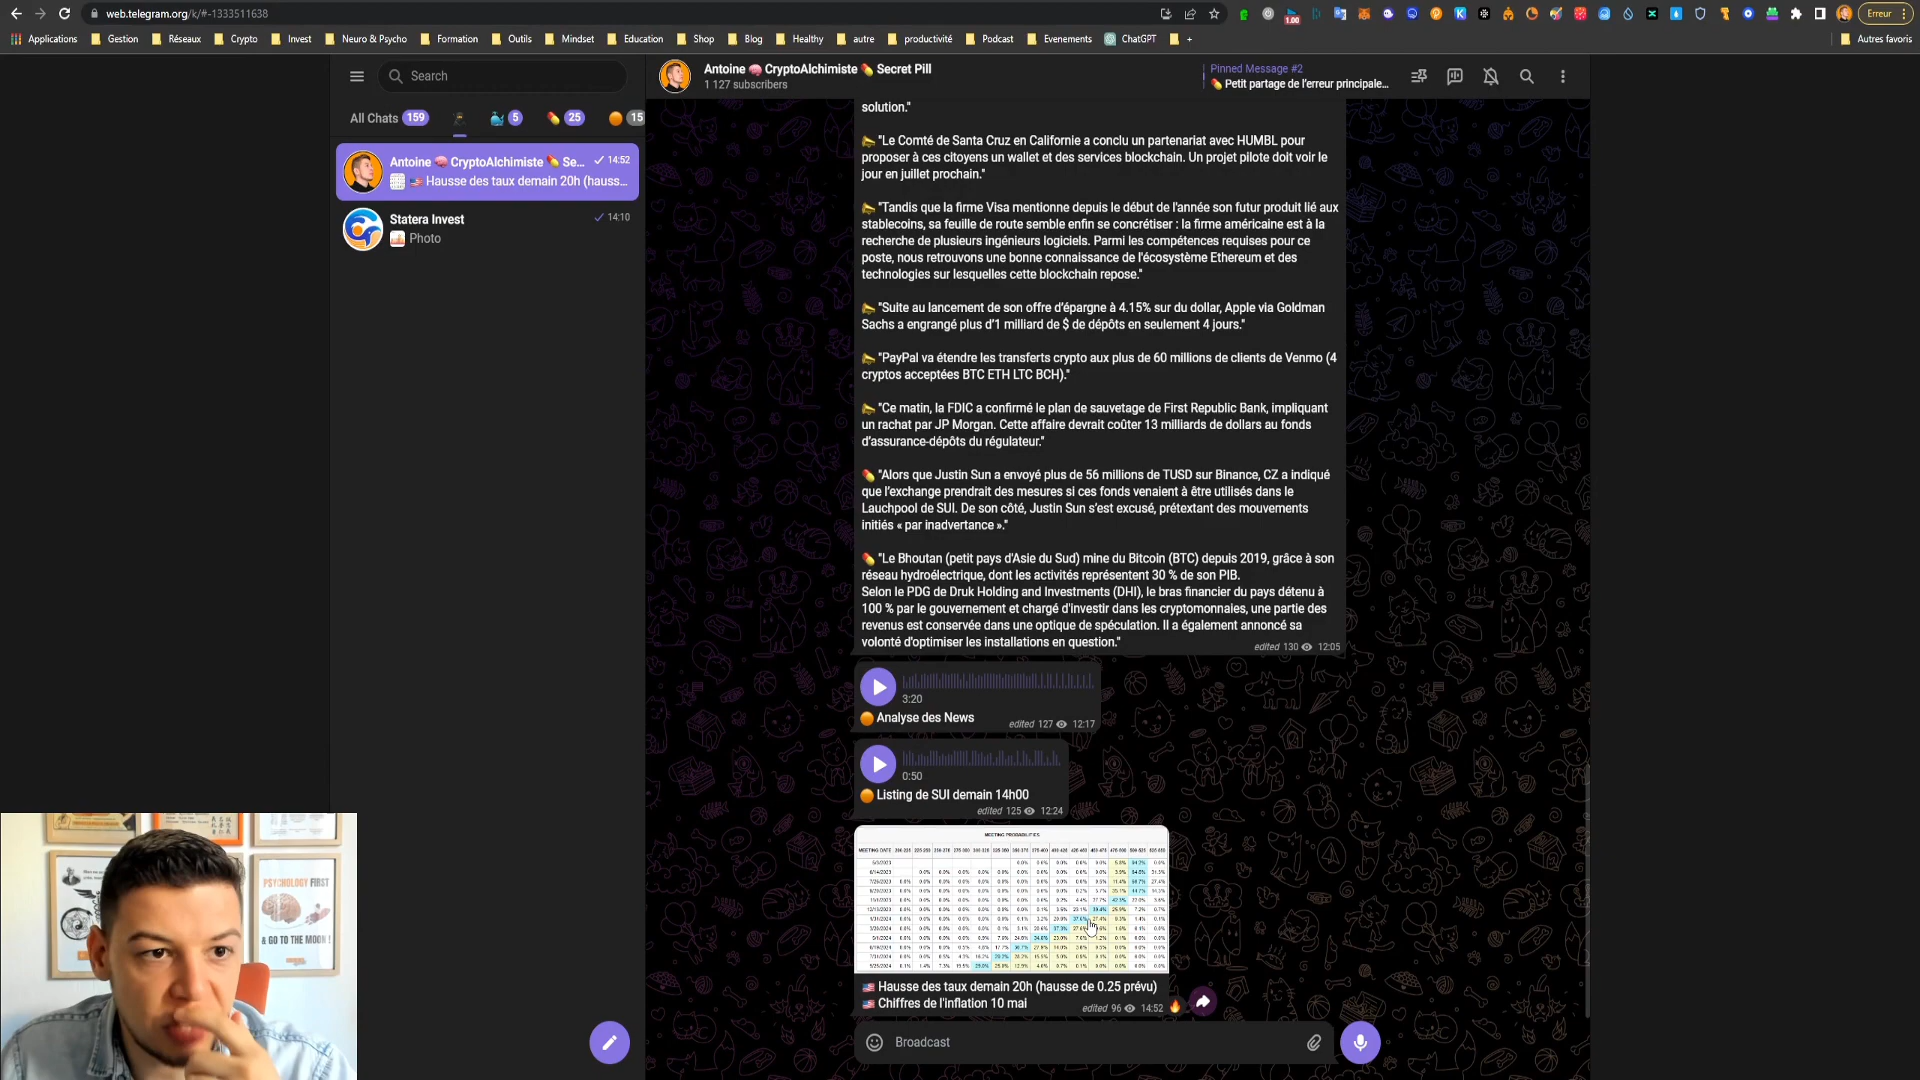 web.telegram.org/k/#-1333511638
1.00
Erreur
Applications
Gestion
Réseaux
Crypto
Invest
Neuro & Psycho
Formation
Outils
Mindset
Education
Shop
Blog
Healthy
autre
productivité
Podcast
Evenements
ChatGPT
+
Autres favoris
Search
All Chats 159
5
25
15
Antoine 🧠 CryptoAlchimiste 💊 Se... 14:52
🇺🇸 Hausse des taux demain 20h (hauss...
Statera Invest 14:10
Photo
Antoine 🧠 CryptoAlchimiste 💊 Secret Pill
1 127 subscribers
Pinned Message #2
💊 Petit partage de l'erreur principale...
solution."
"Le Comté de Santa Cruz en Californie a conclu un partenariat avec HUMBL pour
proposer à ces citoyens un wallet et des services blockchain. Un projet pilote doit voir le
jour en juillet prochain."
"Tandis que la firme Visa mentionne depuis le début de l'année son futur produit lié aux
stablecoins, sa feuille de route semble enfin se concrétiser : la firme américaine est à la
recherche de plusieurs ingénieurs logiciels. Parmi les compétences requises pour ce
poste, nous retrouvons une bonne connaissance de l'écosystème Ethereum et des
technologies sur lesquelles cette blockchain repose."
"Suite au lancement de son offre d'épargne à 4.15% sur du dollar, Apple via Goldman
Sachs a engrangé plus d'1 milliard de $ de dépôts en seulement 4 jours."
"PayPal va étendre les transferts crypto aux plus de 60 millions de clients de Venmo (4
cryptos acceptées BTC ETH LTC BCH)."
"Ce matin, la FDIC a confirmé le plan de sauvetage de First Republic Bank, impliquant
un rachat par JP Morgan. Cette affaire devrait coûter 13 milliards de dollars au fonds
d'assurance-dépôts du régulateur."
💊 "Alors que Justin Sun a envoyé plus de 56 millions de TUSD sur Binance, CZ a indiqué
que l'exchange prendrait des mesures si ces fonds venaient à être utilisés dans le
Lauchpool de SUI. De son côté, Justin Sun s'est excusé, prétextant des mouvements
initiés « par inadvertance »."
💊 "Le Bhoutan (petit pays d'Asie du Sud) mine du Bitcoin (BTC) depuis 2019, grâce à son
réseau hydroélectrique, dont les activités représentent 30 % de son PIB.
Selon le PDG de Druk Holding and Investments (DHI), le bras financier du pays détenu à
100 % par le gouvernement et chargé d'investir dans les cryptomonnaies, une partie des
revenus est conservée dans une optique de spéculation. Il a également annoncé sa
volonté d'optimiser les installations en question."
edited 130 12:05
3:20
🟠 Analyse des News
edited 127 12:17
0:50
🟠 Listing de SUI demain 14h00
edited 125 12:24
MEETING PROBABILITIES
MEETING DATE
🇺🇸 Hausse des taux demain 20h (hausse de 0.25 prévu)
🇺🇸 Chiffres de l'inflation 10 mai
edited 96 14:52
Broadcast
PSYCHOLOGY FIRST
& GO TO THE MOON !